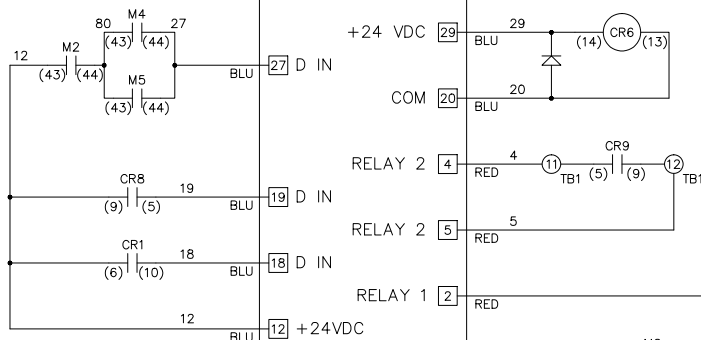 80 M4 27
(43) (44)
12 M2
(43) (44)
M5
(43) (44)
BLU 27 D IN
CR8 19
(9) (5) BLU 19 D IN
CR1 18
(6) (10) BLU 18 D IN
12
BLU 12 +24VDC
+24 VDC 29 29 BLU (14) CR6 (13)
COM 20 20 BLU
RELAY 2 4 4 RED 11 TB1 CR9 (5) (9) 12 TB1
RELAY 2 5 5 RED
RELAY 1 2 RED